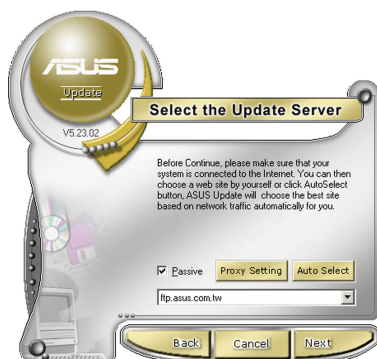 ASUS
Update
V5.23.02
Select the Update Server
Before Continue, please make sure that your
system is connected to the Internet. You can then
choose a web site by yourself or click AutoSelect
button, ASUS Update will choose the best site
based on network traffic automatically for you.
Passive
Proxy Setting
Auto Select
ftp.asus.com.tw
Back
Cancel
Next